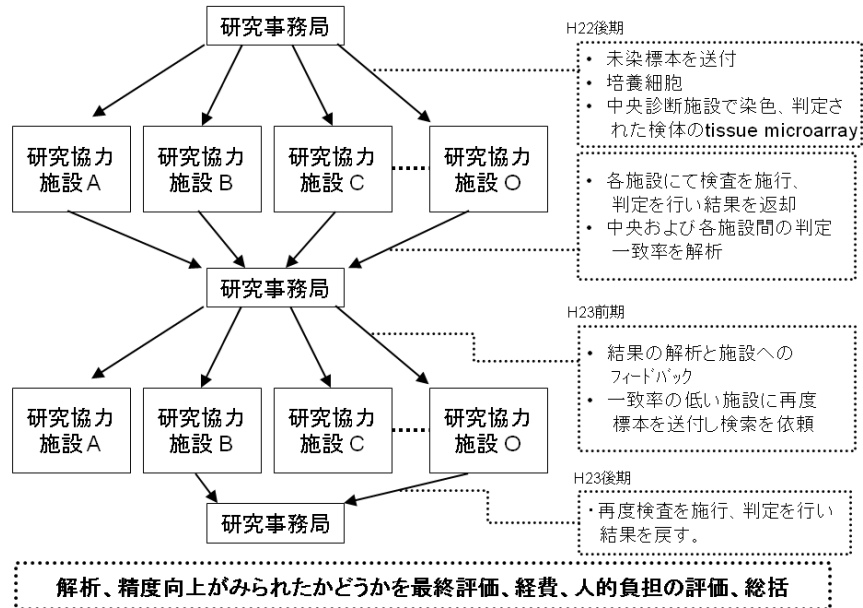 研究事務局
H22後期
• 未染標本を送付
• 培養細胞
• 中央診断施設で染色、判定さ
れた検体のtissue microarray
研究協力
施設A
研究協力
施設B
研究協力
施設C
研究協力
施設O
• 各施設にて検査を施行、
判定を行い結果を返却
• 中央および各施設間の判定
一致率を解析
研究事務局
H23前期
• 結果の解析と施設への
フィードバック
• 一致率の低い施設に再度
標本を送付し検索を依頼
研究協力
施設A
研究協力
施設B
研究協力
施設C
研究協力
施設O
H23後期
・再度検査を施行、判定を行い
結果を戻す。
研究事務局
解析、精度向上がみられたかどうかを最終評価、経費、人的負担の評価、総括